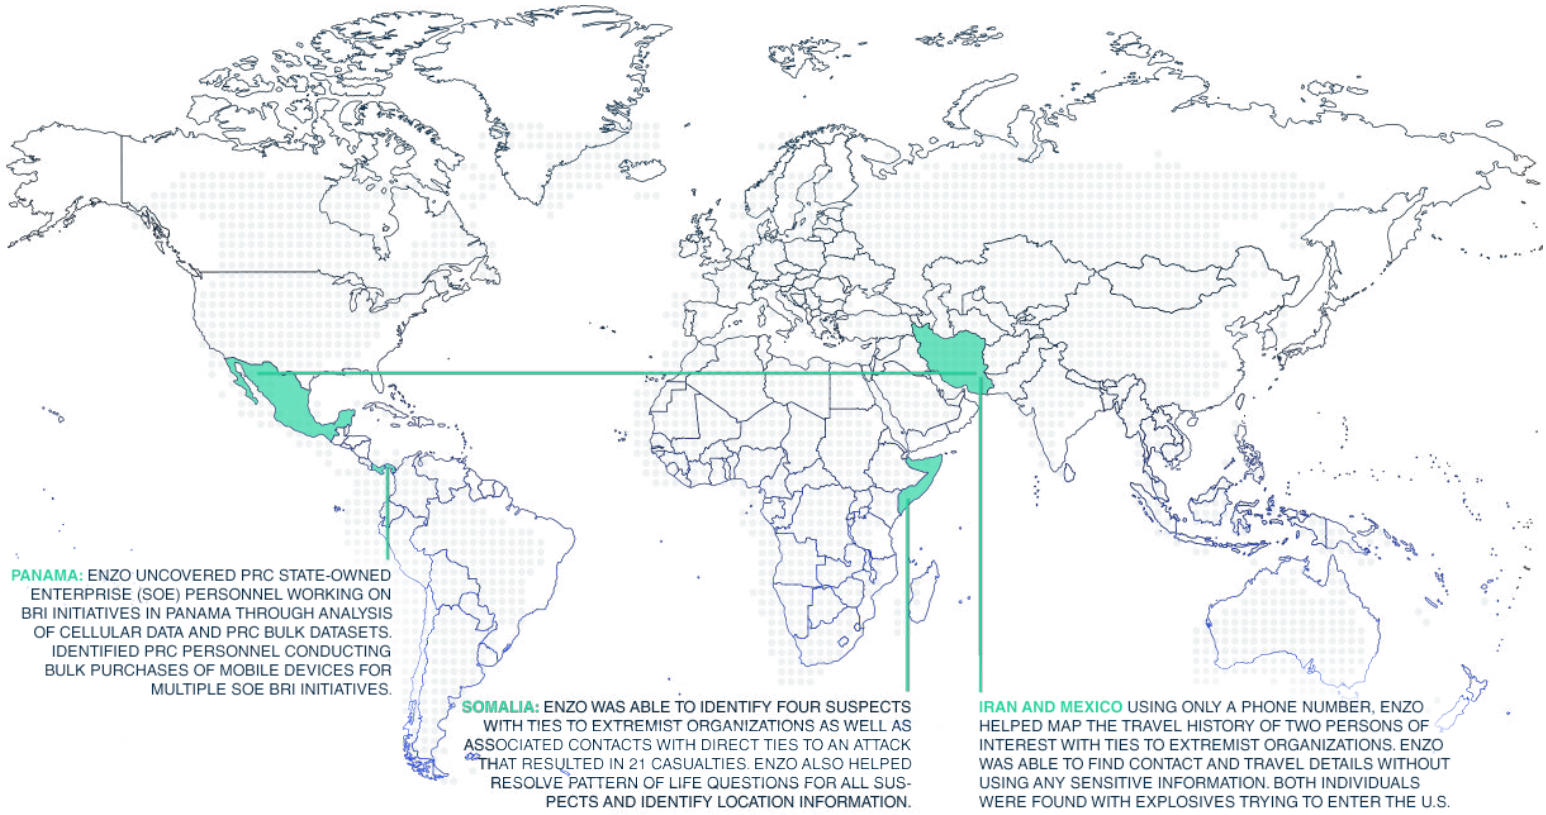 PANAMA: ENZO UNCOVERED PRC STATE-OWNED
ENTERPRISE (SOE) PERSONNEL WORKING ON
BRI INITIATIVES IN PANAMA THROUGH ANALYSIS
OF CELLULAR DATA AND PRC BULK DATASETS.
IDENTIFIED PRC PERSONNEL CONDUCTING
BULK PURCHASES OF MOBILE DEVICES FOR
MULTIPLE SOE BRI INITIATIVES.
SOMALIA: ENZO WAS ABLE TO IDENTIFY FOUR SUSPECTS
WITH TIES TO EXTREMIST ORGANIZATIONS AS WELL AS
ASSOCIATED CONTACTS WITH DIRECT TIES TO AN ATTACK
THAT RESULTED IN 21 CASUALTIES. ENZO ALSO HELPED
RESOLVE PATTERN OF LIFE QUESTIONS FOR ALL SUS-
PECTS AND IDENTIFY LOCATION INFORMATION.
IRAN AND MEXICO USING ONLY A PHONE NUMBER, ENZO
HELPED MAP THE TRAVEL HISTORY OF TWO PERSONS OF
INTEREST WITH TIES TO EXTREMIST ORGANIZATIONS. ENZO
WAS ABLE TO FIND CONTACT AND TRAVEL DETAILS WITHOUT
USING ANY SENSITIVE INFORMATION. BOTH INDIVIDUALS
WERE FOUND WITH EXPLOSIVES TRYING TO ENTER THE U.S.